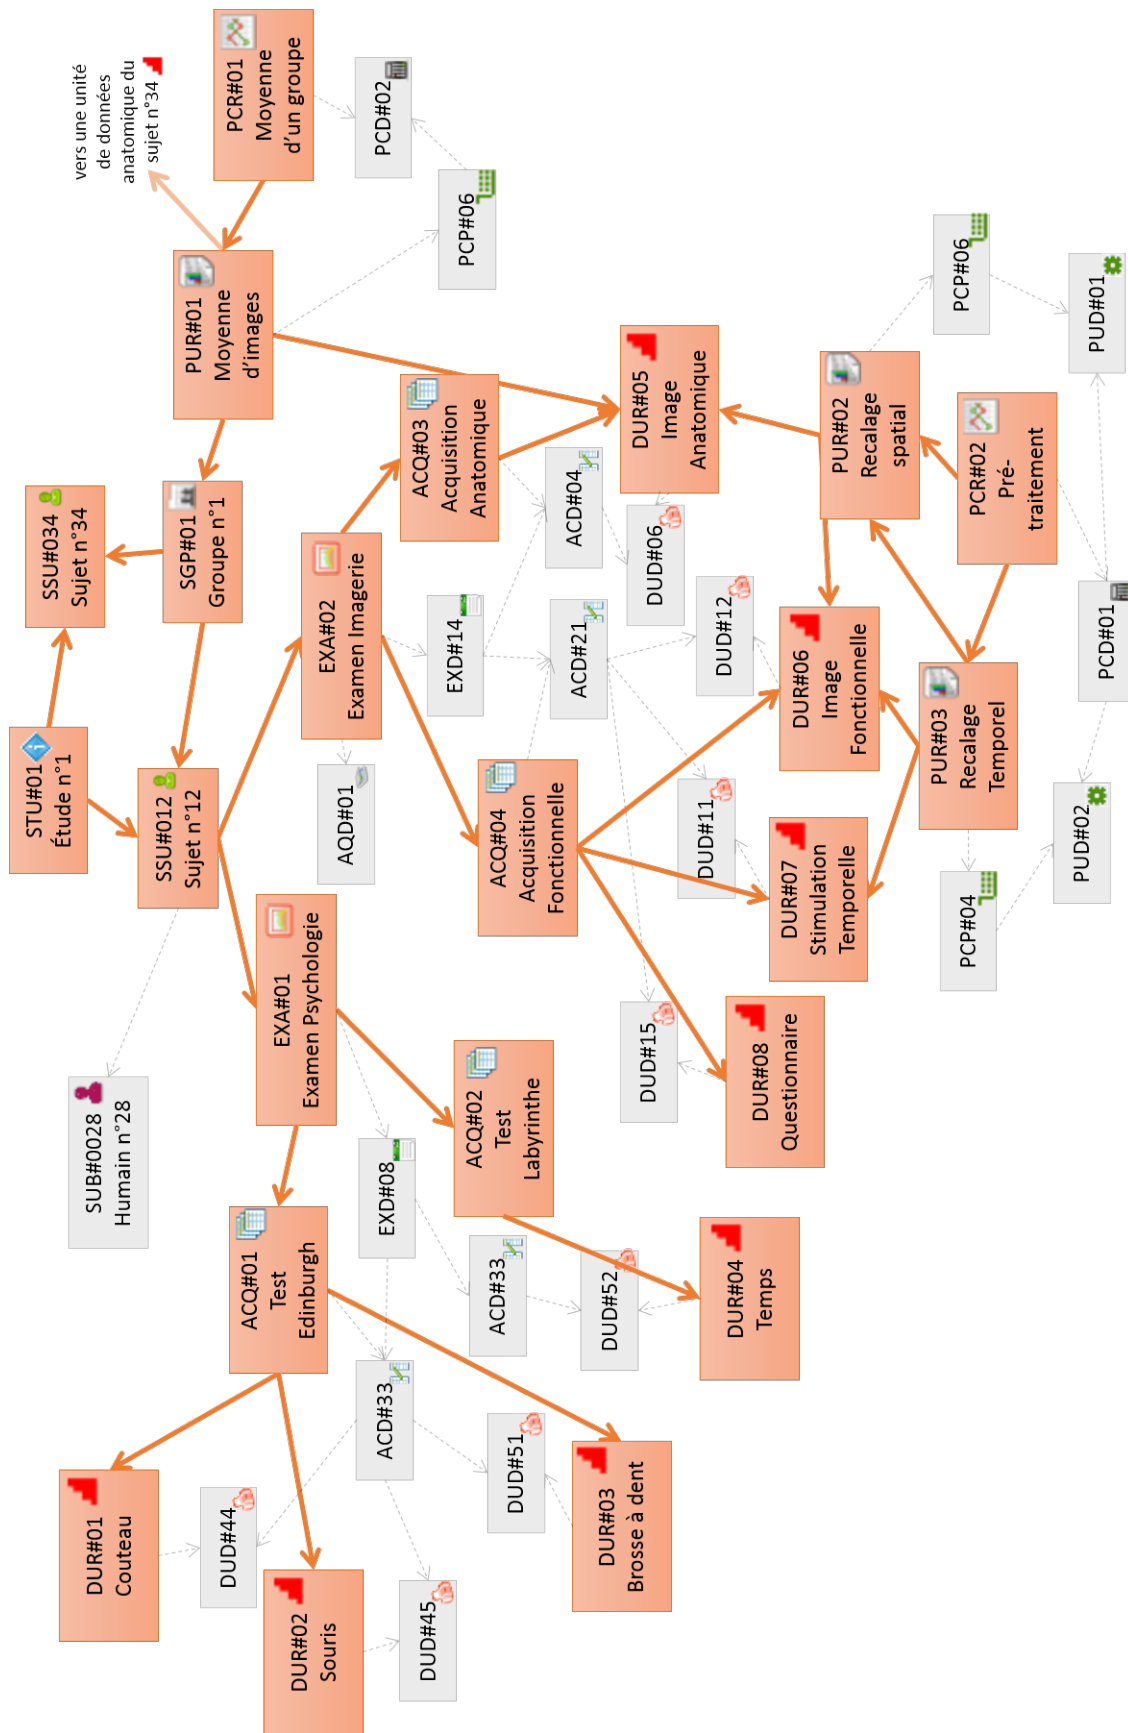 STU#01
Étude n°1
SSU#034
Sujet n°34
vers une unité
de données
anatomique du
sujet n°34
SUB#0028
Humain n°28
SSU#012
Sujet n°12
SGP#01
Groupe n°1
PUR#01
Moyenne
d'images
PCR#01
Moyenne
d'un groupe
DUR#01
Couteau
ACQ#01
Test
Edinburgh
EXA#01
Examen Psychologie
EXA#02
Examen Imagerie
DUD#44
AQD#01
PCD#02
DUR#02
Souris
ACD#33
EXD#08
EXD#14
ACQ#03
Acquisition
Anatomique
PCP#06
DUD#45
DUD#51
ACD#33
ACQ#02
Test
Labyrinthe
ACQ#04
Acquisition
Fonctionnelle
ACD#21
ACD#04
DUR#03
Brosse à dent
DUD#52
DUD#15
DUD#11
DUD#12
DUD#06
DUR#05
Image
Anatomique
DUR#04
Temps
DUR#08
Questionnaire
DUR#07
Stimulation
Temporelle
DUR#06
Image
Fonctionnelle
PUR#02
Recalage
spatial
PCP#04
PUR#03
Recalage
Temporel
PCR#02
Pré-
traitement
PCP#06
PUD#02
PCD#01
PUD#01